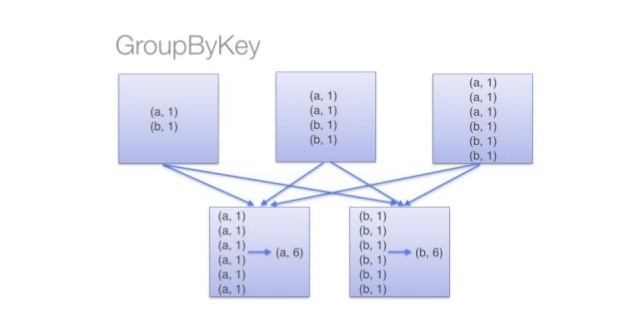 GroupByKey
(a, 1)
(b, 1)
(a, 1)
(a, 1)
(b, 1)
(b, 1)
(a, 1)
(a, 1)
(a, 1)
(b, 1)
(b, 1)
(b, 1)
(a, 1)
(a, 1)
(a, 1)
(a, 1)
(a, 1)
(a, 1)
(a, 6)
(b, 1)
(b, 1)
(b, 1)
(b, 1)
(b, 1)
(b, 1)
(b, 6)